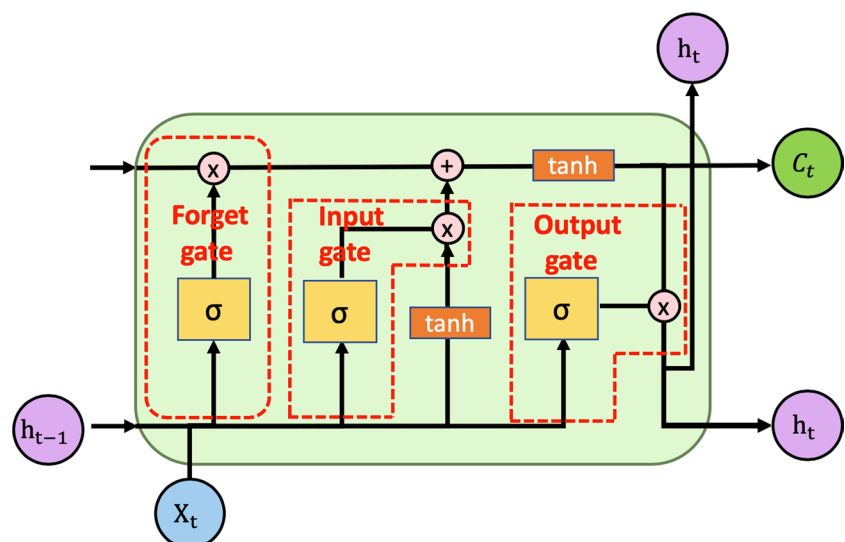 h_t
x
+
tanh
C_t
Forget
gate
Input
gate
x
Output
gate
σ
σ
tanh
σ
x
h_{t−1}
h_t
X_t